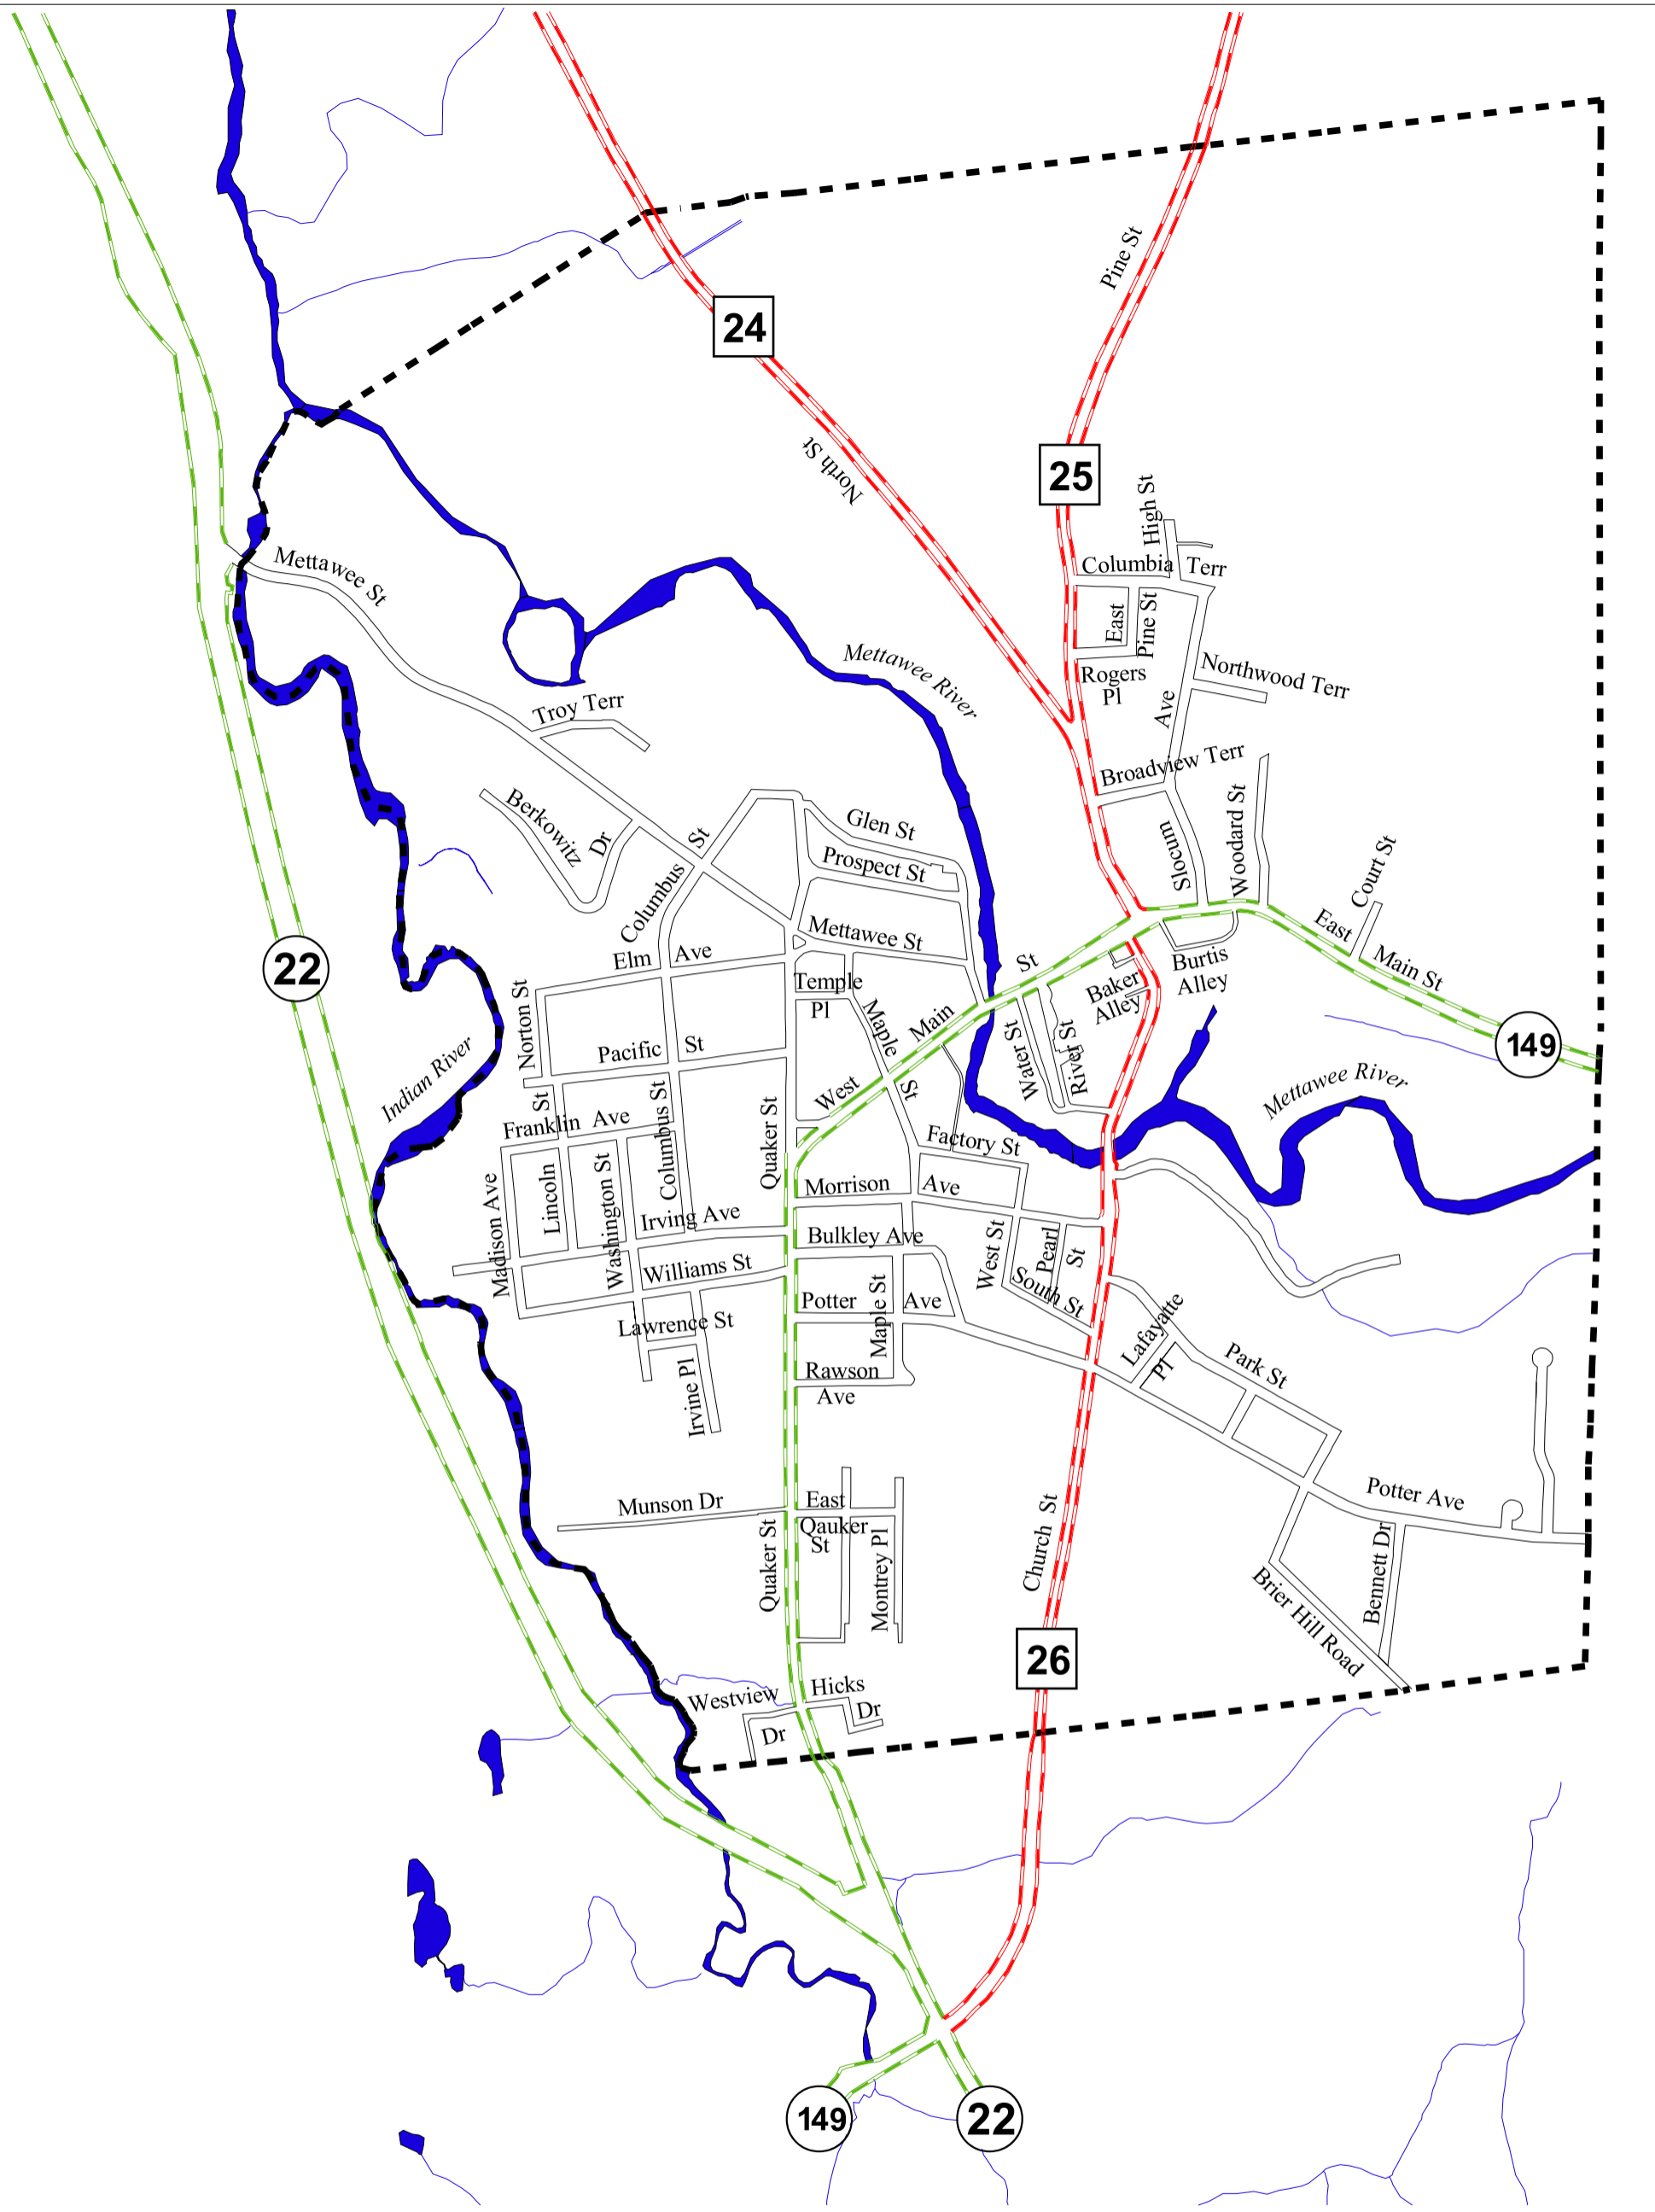 Pine St
24
North St
25
High St
Columbia Terr
East
Pine St
Mettawee St
Mettawee River
Rogers
Pl
Northwood Terr
Ave
Troy Terr
Broadview Terr
Berkowitz
Dr
Columbus St
Glen St
Prospect St
Slocum
Woodard St
Court St
22
Mettawee St
Elm Ave
East
Main St
St
Burtis
Alley
Baker
Alley
Temple
Pl
Norton St
Maple
St
Main
West
Water St
River St
149
Indian River
Pacific St
Mettawee River
St
Franklin Ave
Columbus St
Quaker St
Factory St
Madison Ave
Lincoln
Washington St
Morrison Ave
Irving Ave
Bulkley Ave
West St
Pearl
St
Williams St
South St
Potter Ave
Maple St
Lawrence St
Lafayatte
Pl
Park St
Rawson
Ave
Irvine Pl
Munson Dr
East
Qauker
St
Quaker St
Montrey Pl
Church St
Potter Ave
Bennett Dr
Brier Hill Road
26
Westview
Dr
Hicks
Dr
149
22